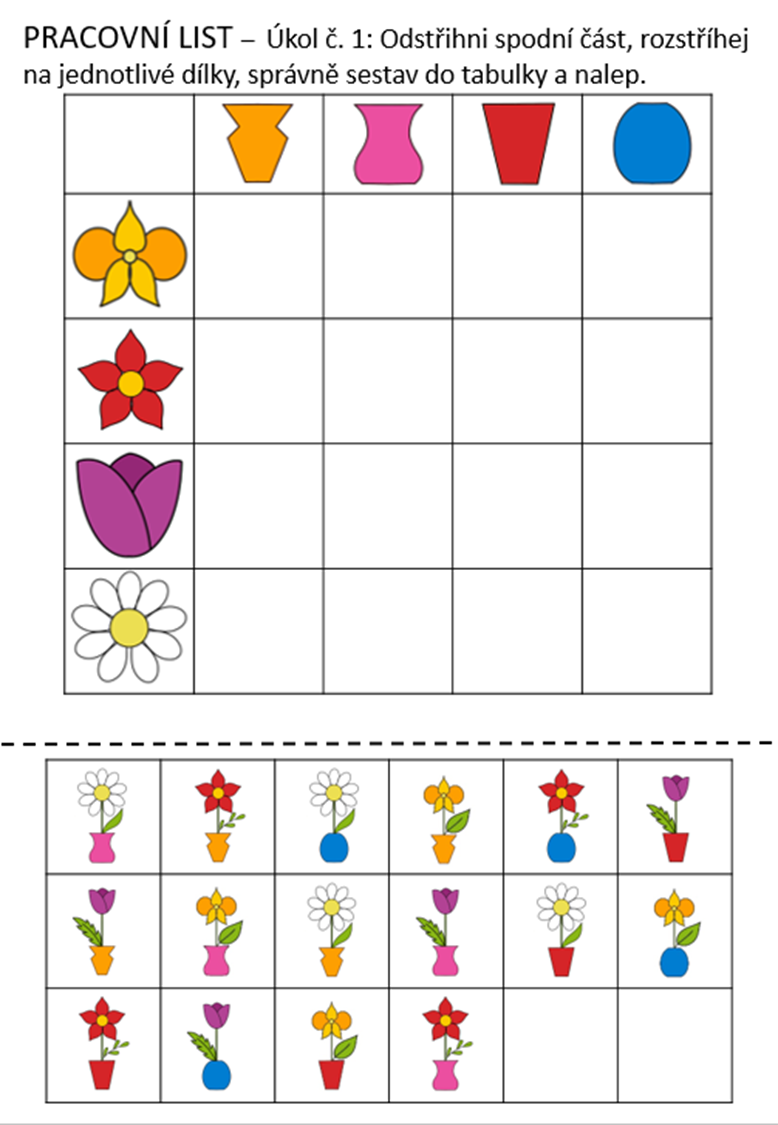 PRACOVNÍ LIST – Úkol č. 1: Odstřihni spodní část, rozstříhej
na jednotlivé dílky, správně sestav do tabulky a nalep.